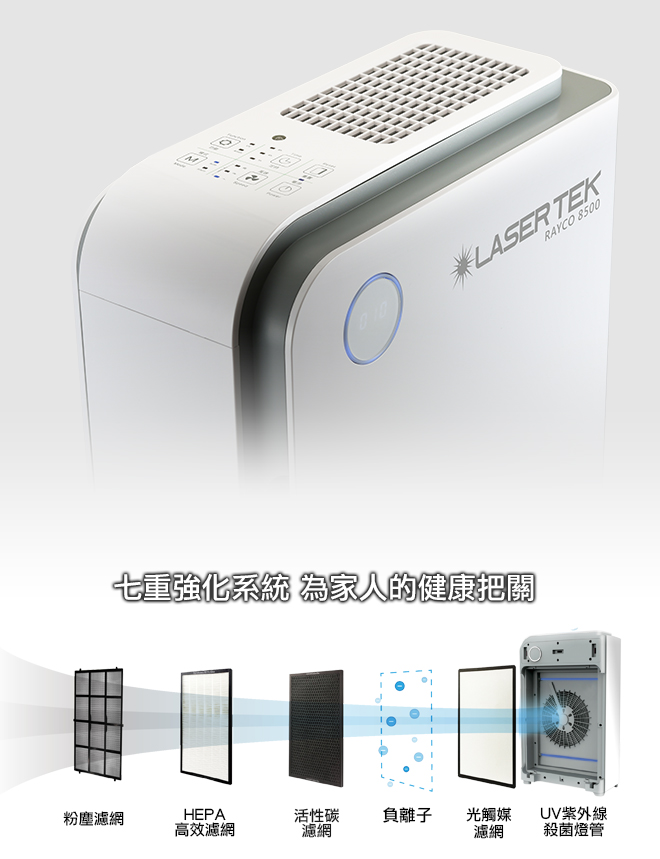 M
LASER TEK
RAYCO 8500
七重強化系統 為家人的健康把關
粉塵濾網
HEPA
高效濾網
活性碳
濾網
負離子
光觸媒
濾網
UV紫外線
殺菌燈管